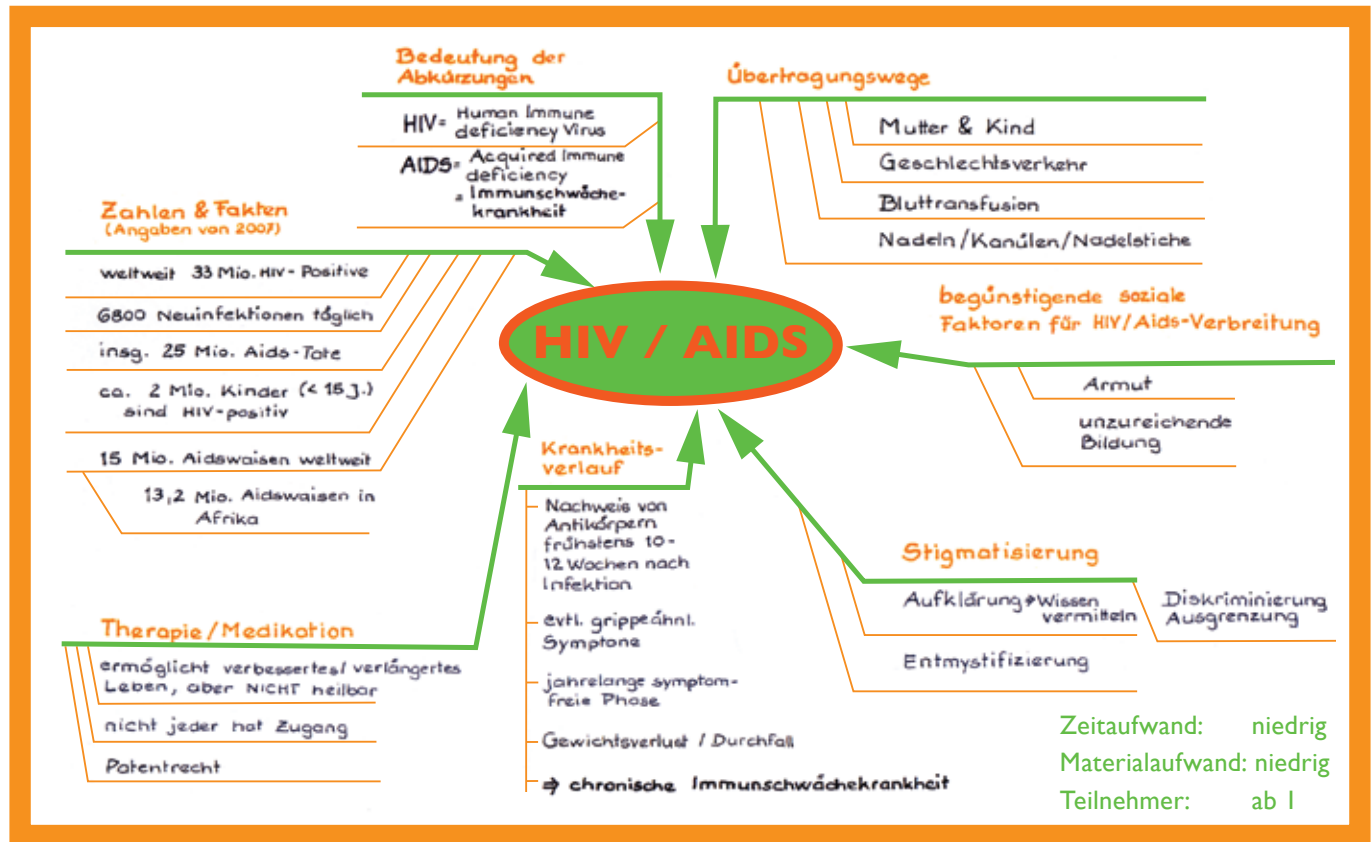 Bedeutung der
Abkürzungen
HIV= Human Immune
deficiency Virus
AIDS= Acquired Immune
deficiency
= Immunschwäche-
krankheit
Übertragungswege
Mutter & Kind
Geschlechtsverkehr
Bluttransfusion
Nadeln/Kanülen/Nadelstiche
Zahlen & Fakten
(Angaben von 2007)
weltweit 33 Mio. HIV-Positive
6800 Neuinfektionen täglich
insg. 25 Mio. Aids-Tote
ca. 2 Mio. Kinder (< 15 J.)
sind HIV-positiv
15 Mio. Aidswaisen weltweit
13,2 Mio. Aidswaisen in
Afrika
HIV / AIDS
begünstigende soziale
Faktoren für HIV/Aids-Verbreitung
Armut
unzureichende
Bildung
Krankheits-
verlauf
Nachweis von
Antikörpern
frühstens 10-
12 Wochen nach
Infektion
evtl. grippeähnl.
Symptone
jahrelange symptom-
freie Phase
Gewichtsverlust / Durchfall
⇒ chronische Immunschwächekrankheit
Stigmatisierung
Aufklärung → Wissen
vermitteln
Diskriminierung
Ausgrenzung
Entmystifizierung
Therapie/Medikation
ermöglicht verbessertes/verlängertes
Leben, aber NICHT heilbar
nicht jeder hat Zugang
Patentrecht
Zeitaufwand: niedrig
Materialaufwand: niedrig
Teilnehmer: ab 1